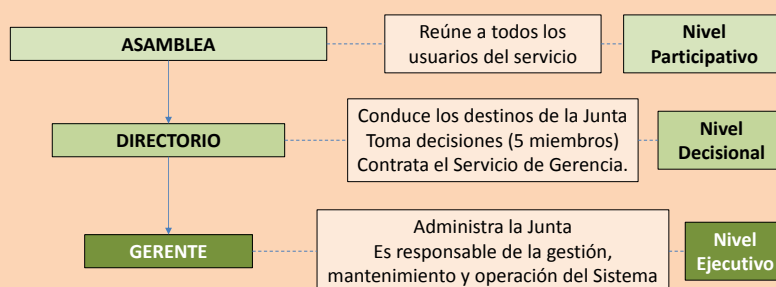 ASAMBLEA
Reúne a todos los
usuarios del servicio
Nivel
Participativo
DIRECTORIO
Conduce los destinos de la Junta
Toma decisiones (5 miembros)
Contrata el Servicio de Gerencia.
Nivel
Decisional
GERENTE
Administra la Junta
Es responsable de la gestión,
mantenimiento y operación del Sistema
Nivel
Ejecutivo